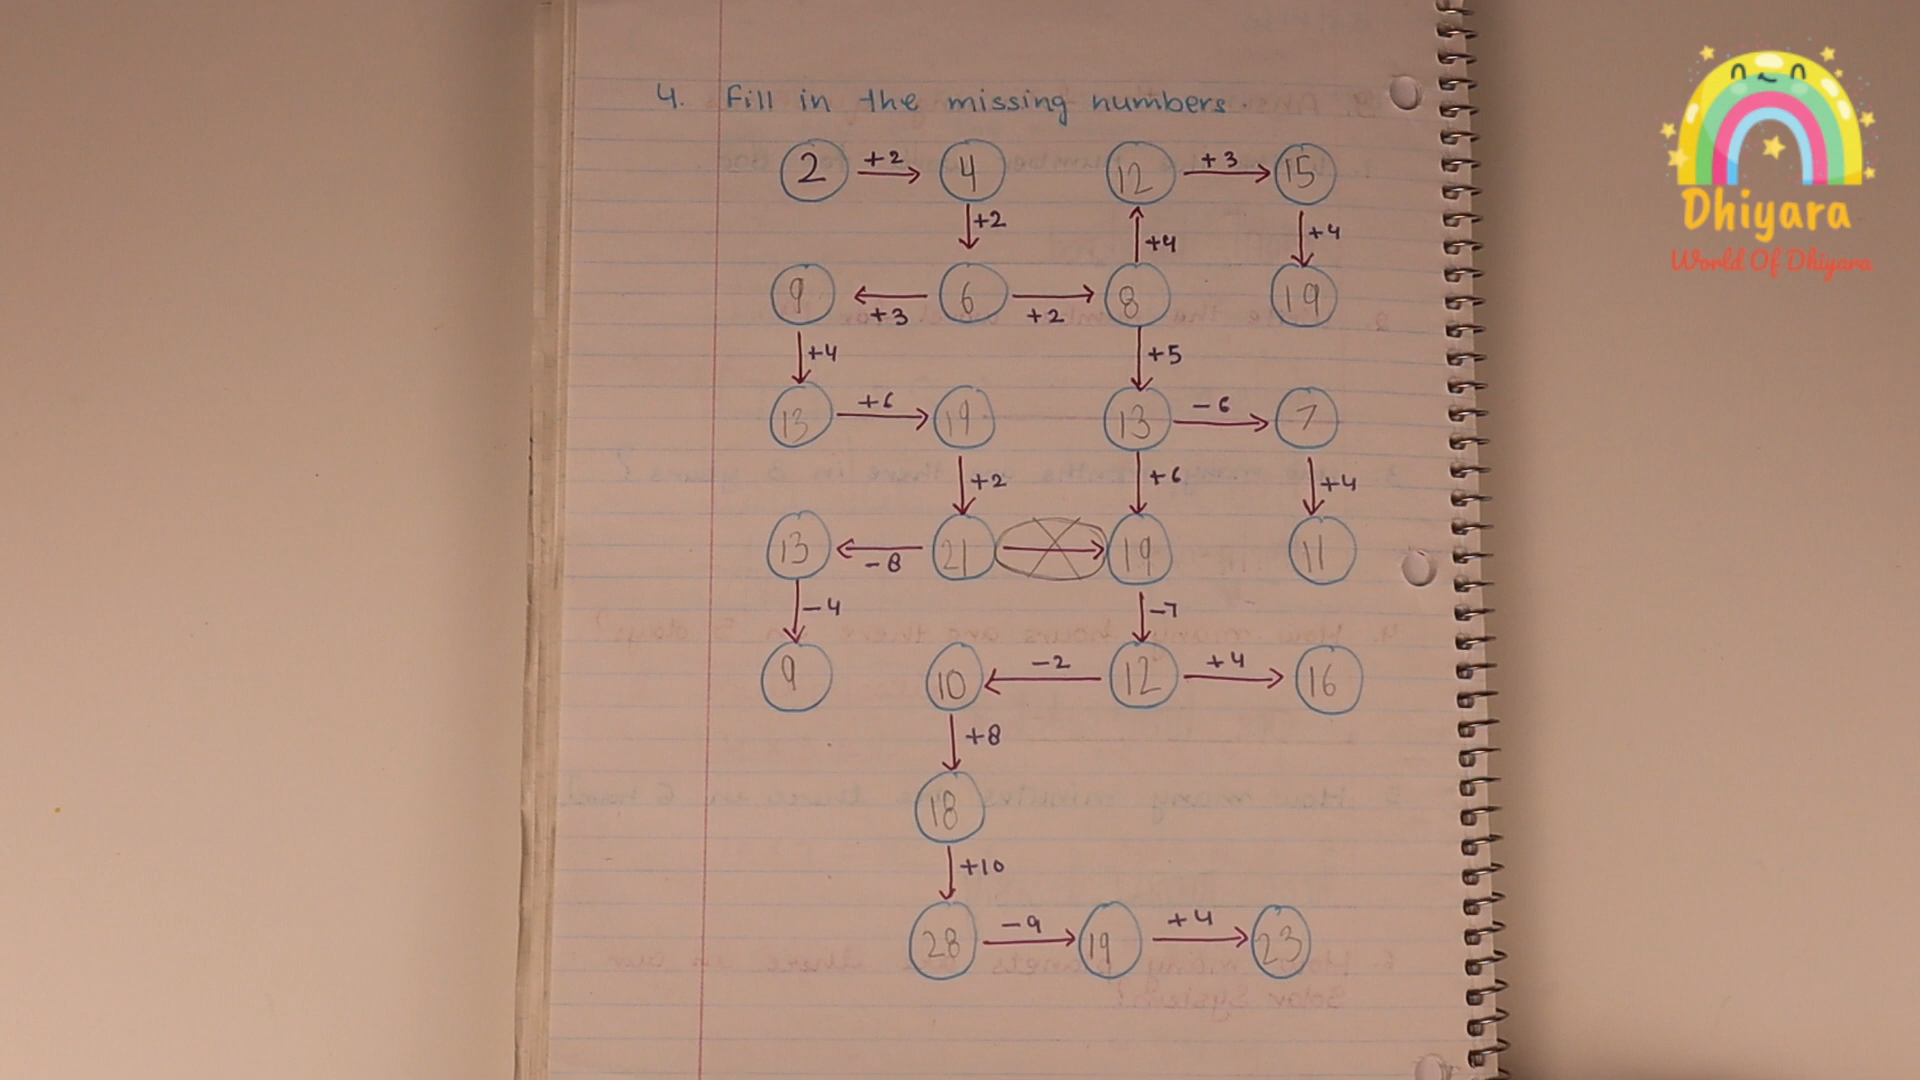 4. Fill in the missing numbers.
2 +2 4 12 +3 15
+2 +4 +4
9 +3 6 +2 8 19
+4 +5
13 +6 19 13 -6 7
+2 +6 +4
13 -8 21 19 11
-4 -7
9 10 -2 12 +4 16
+8
18
+10
28 -9 19 +4 23
Dhiyara
World Of Dhiyara